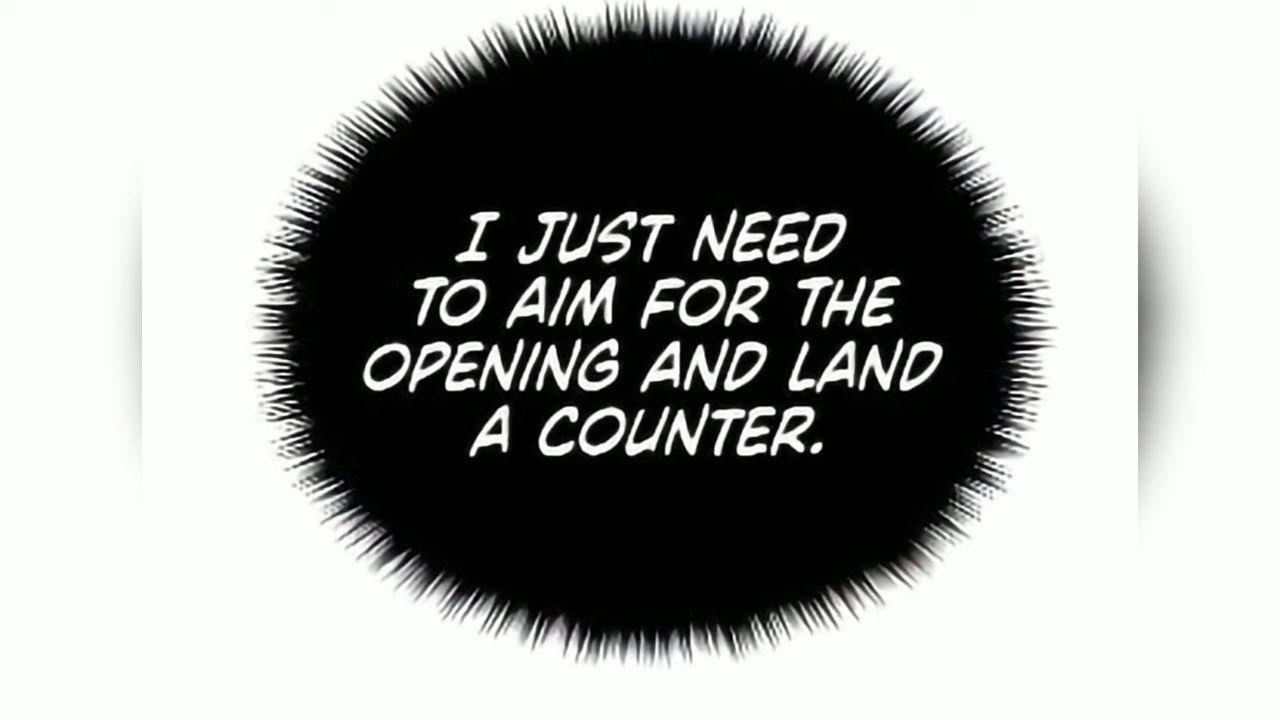 I JUST NEED
TO AIM FOR THE
OPENING AND LAND
A COUNTER.